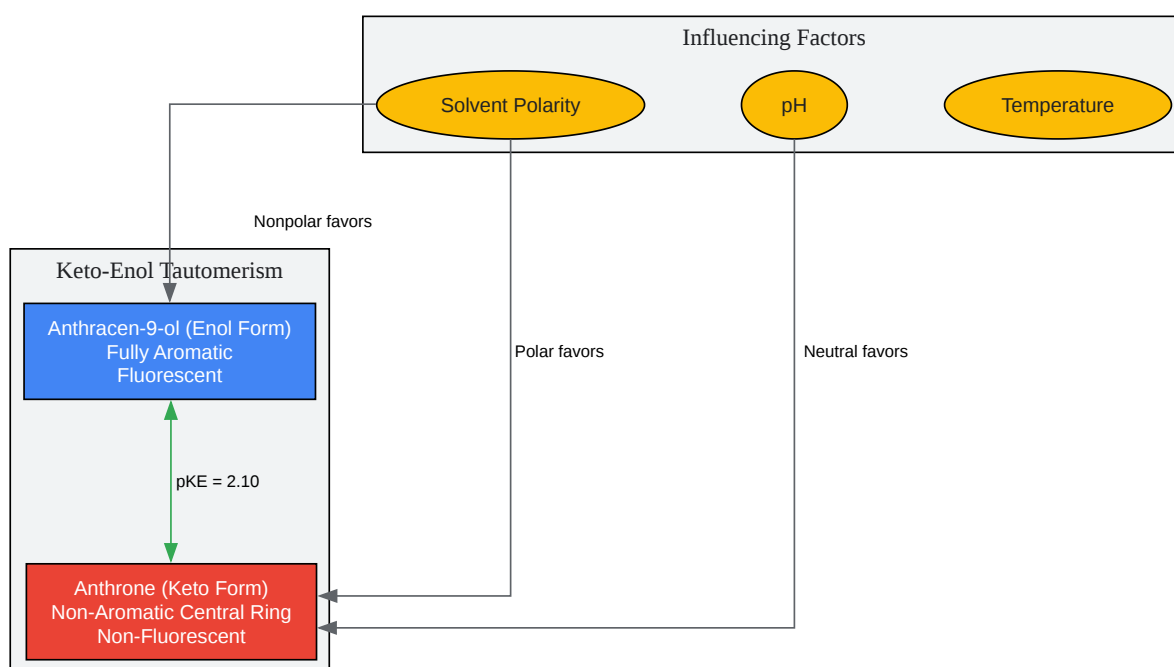 Influencing Factors
Solvent Polarity
pH
Temperature
Nonpolar favors
Keto-Enol Tautomerism
Anthracen-9-ol (Enol Form)
Fully Aromatic
Fluorescent
Polar favors
Neutral favors
pKE = 2.10
Anthrone (Keto Form)
Non-Aromatic Central Ring
Non-Fluorescent